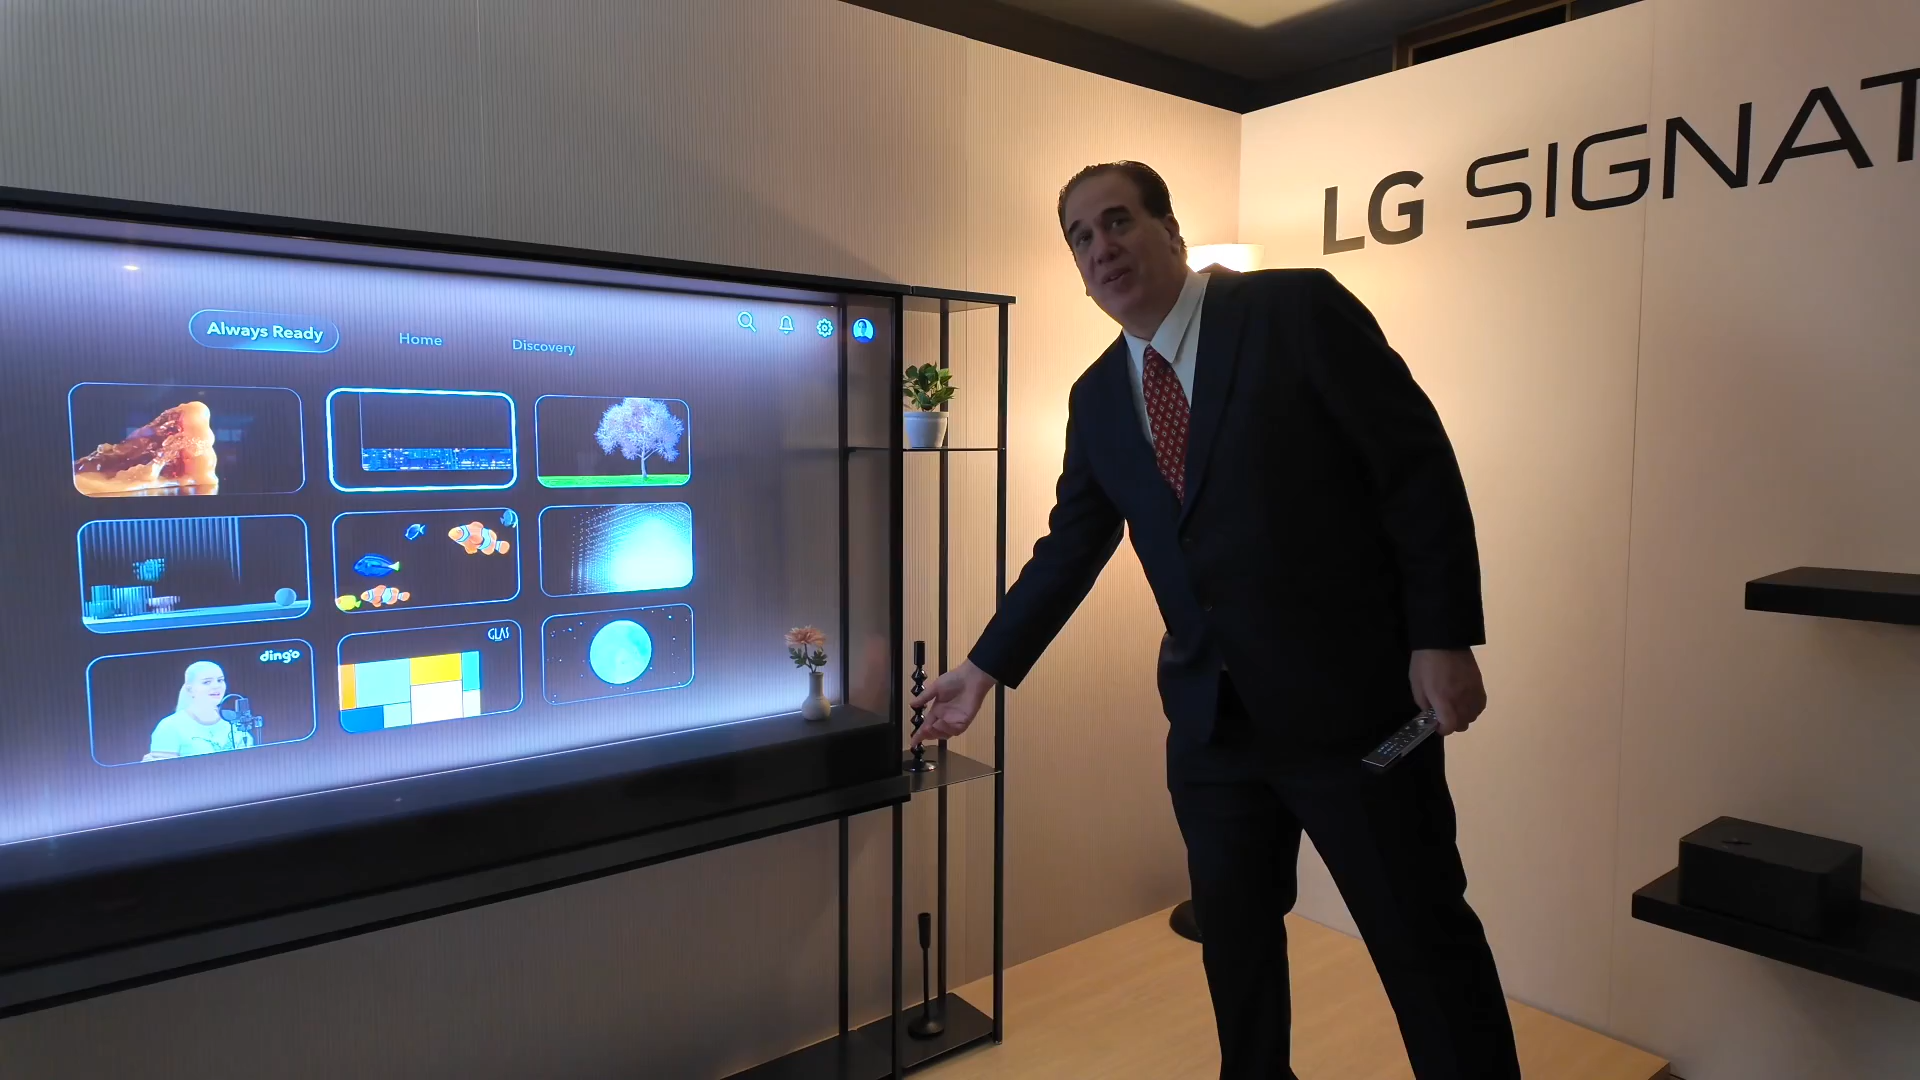 LG SIGNAT
Always Ready
Home
Discovery
GLAS
dingo